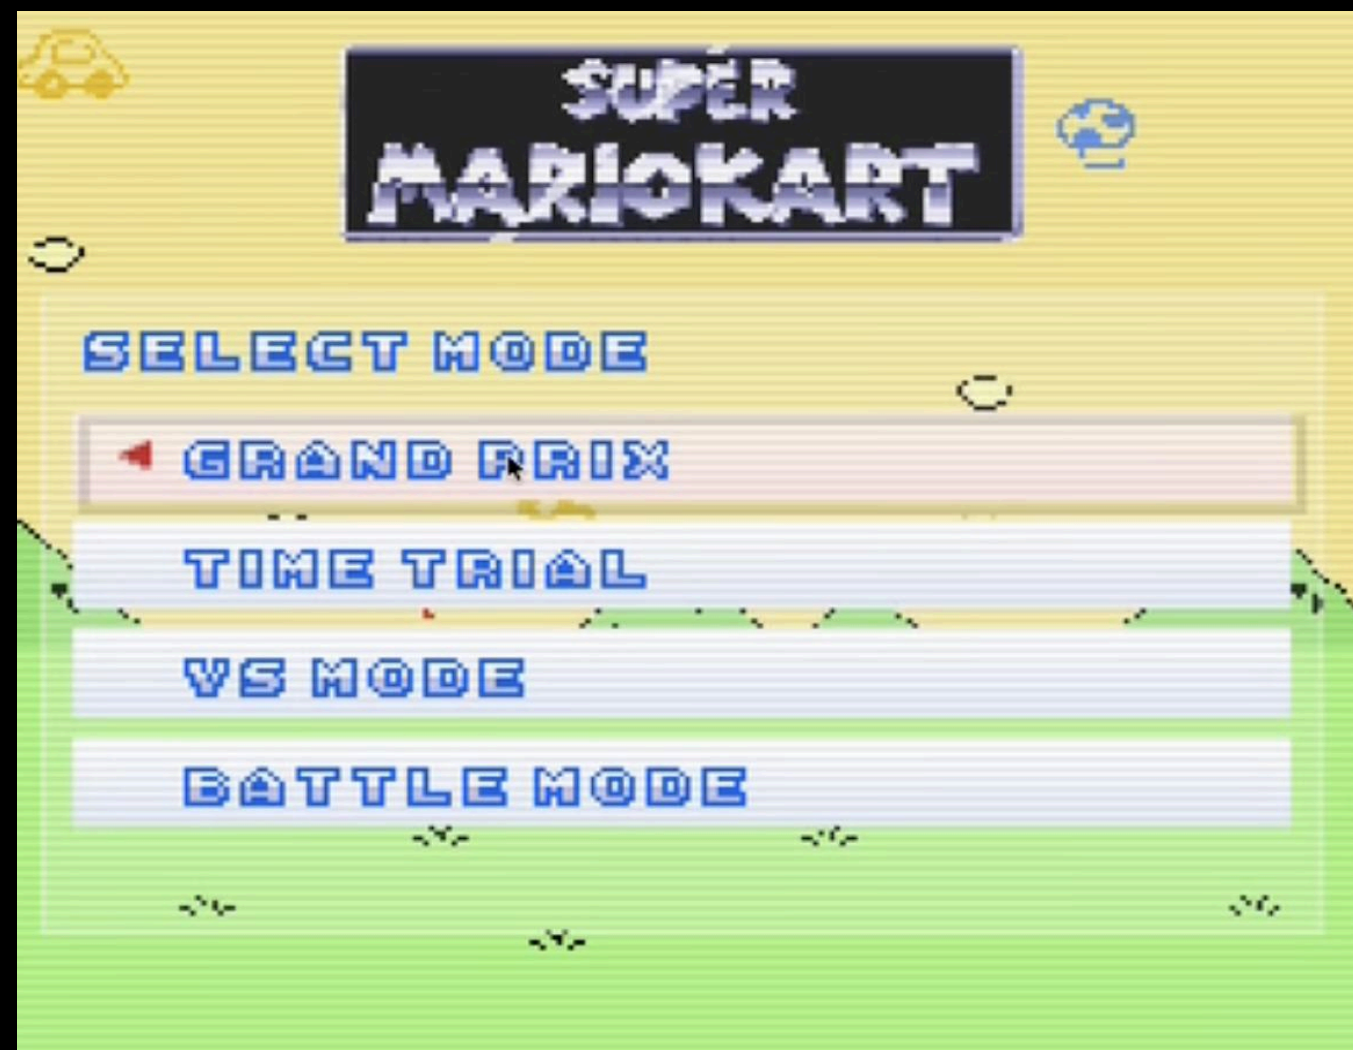 SUPER
MARIOKART
SELECT MODE
GRAND PRIX
TIME TRIAL
VS MODE
BATTLE MODE